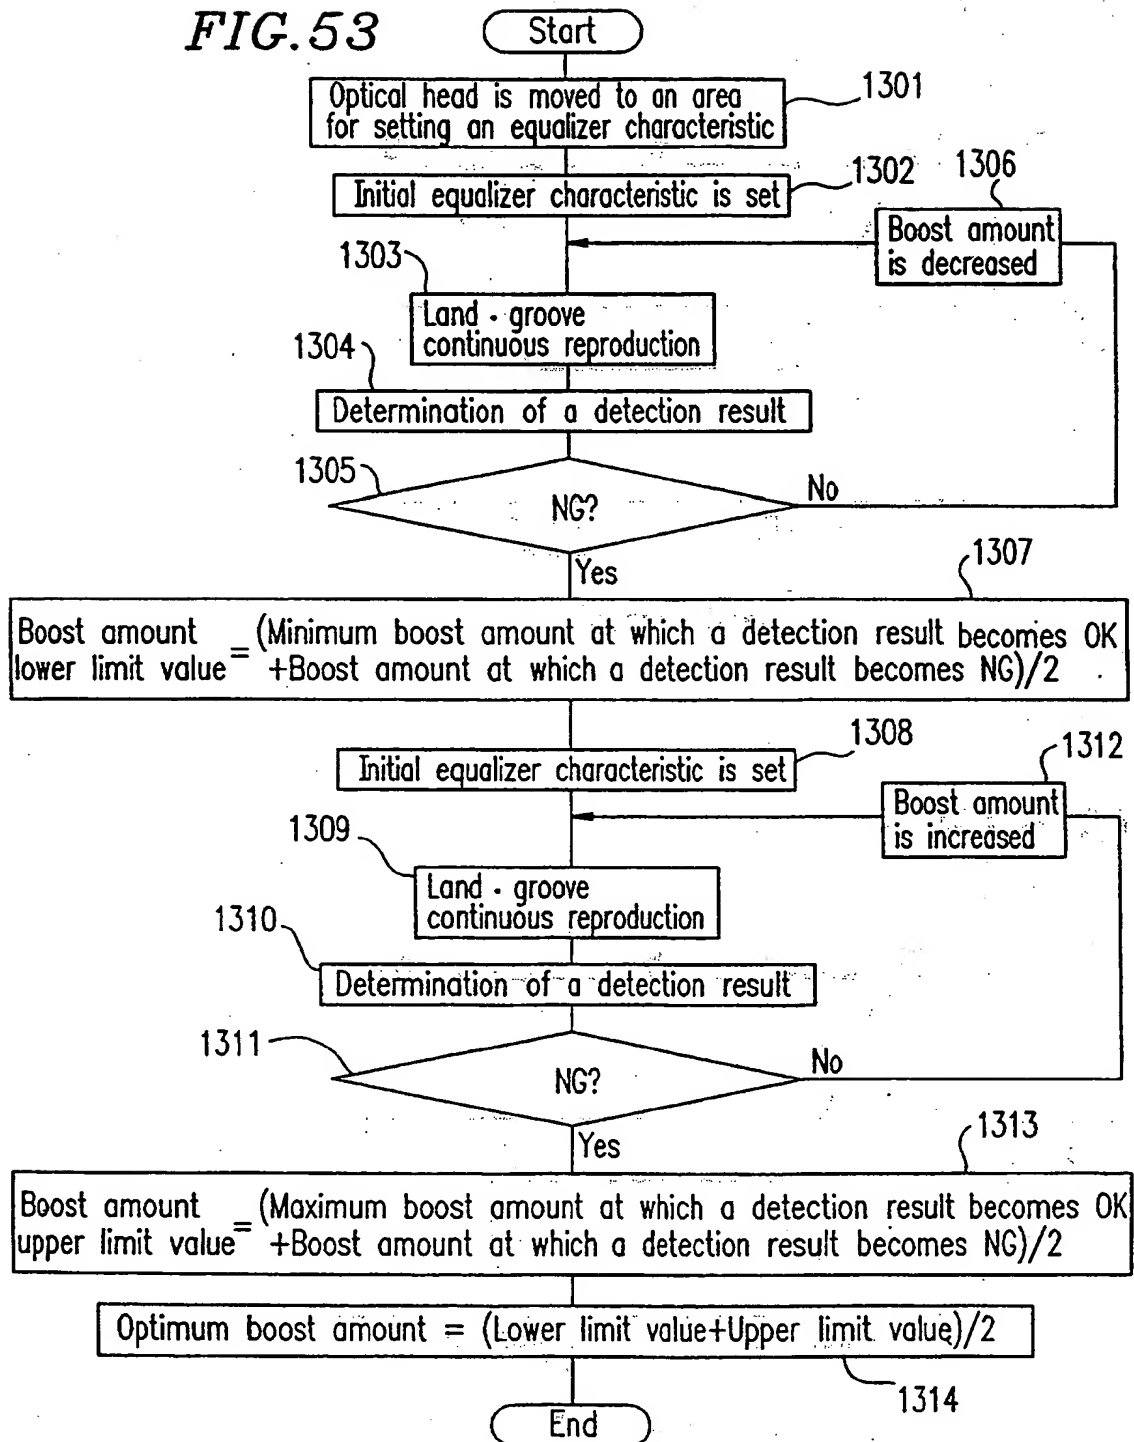 FIG.53
Start
1301
Optical head is moved to an area
for setting an equalizer characteristic
1302
Initial equalizer characteristic is set
1306
Boost amount
is decreased
1303
Land · groove
continuous reproduction
1304
Determination of a detection result
1305
NG?
No
Yes
1307
Boost amount = (Minimum boost amount at which a detection result becomes OK
lower limit value +Boost amount at which a detection result becomes NG)/2
1308
Initial equalizer characteristic is set
1312
Boost amount
is increased
1309
Land · groove
continuous reproduction
1310
Determination of a detection result
1311
NG?
No
Yes
1313
Boost amount = (Maximum boost amount at which a detection result becomes OK
upper limit value +Boost amount at which a detection result becomes NG)/2
Optimum boost amount = (Lower limit value+Upper limit value)/2
1314
End